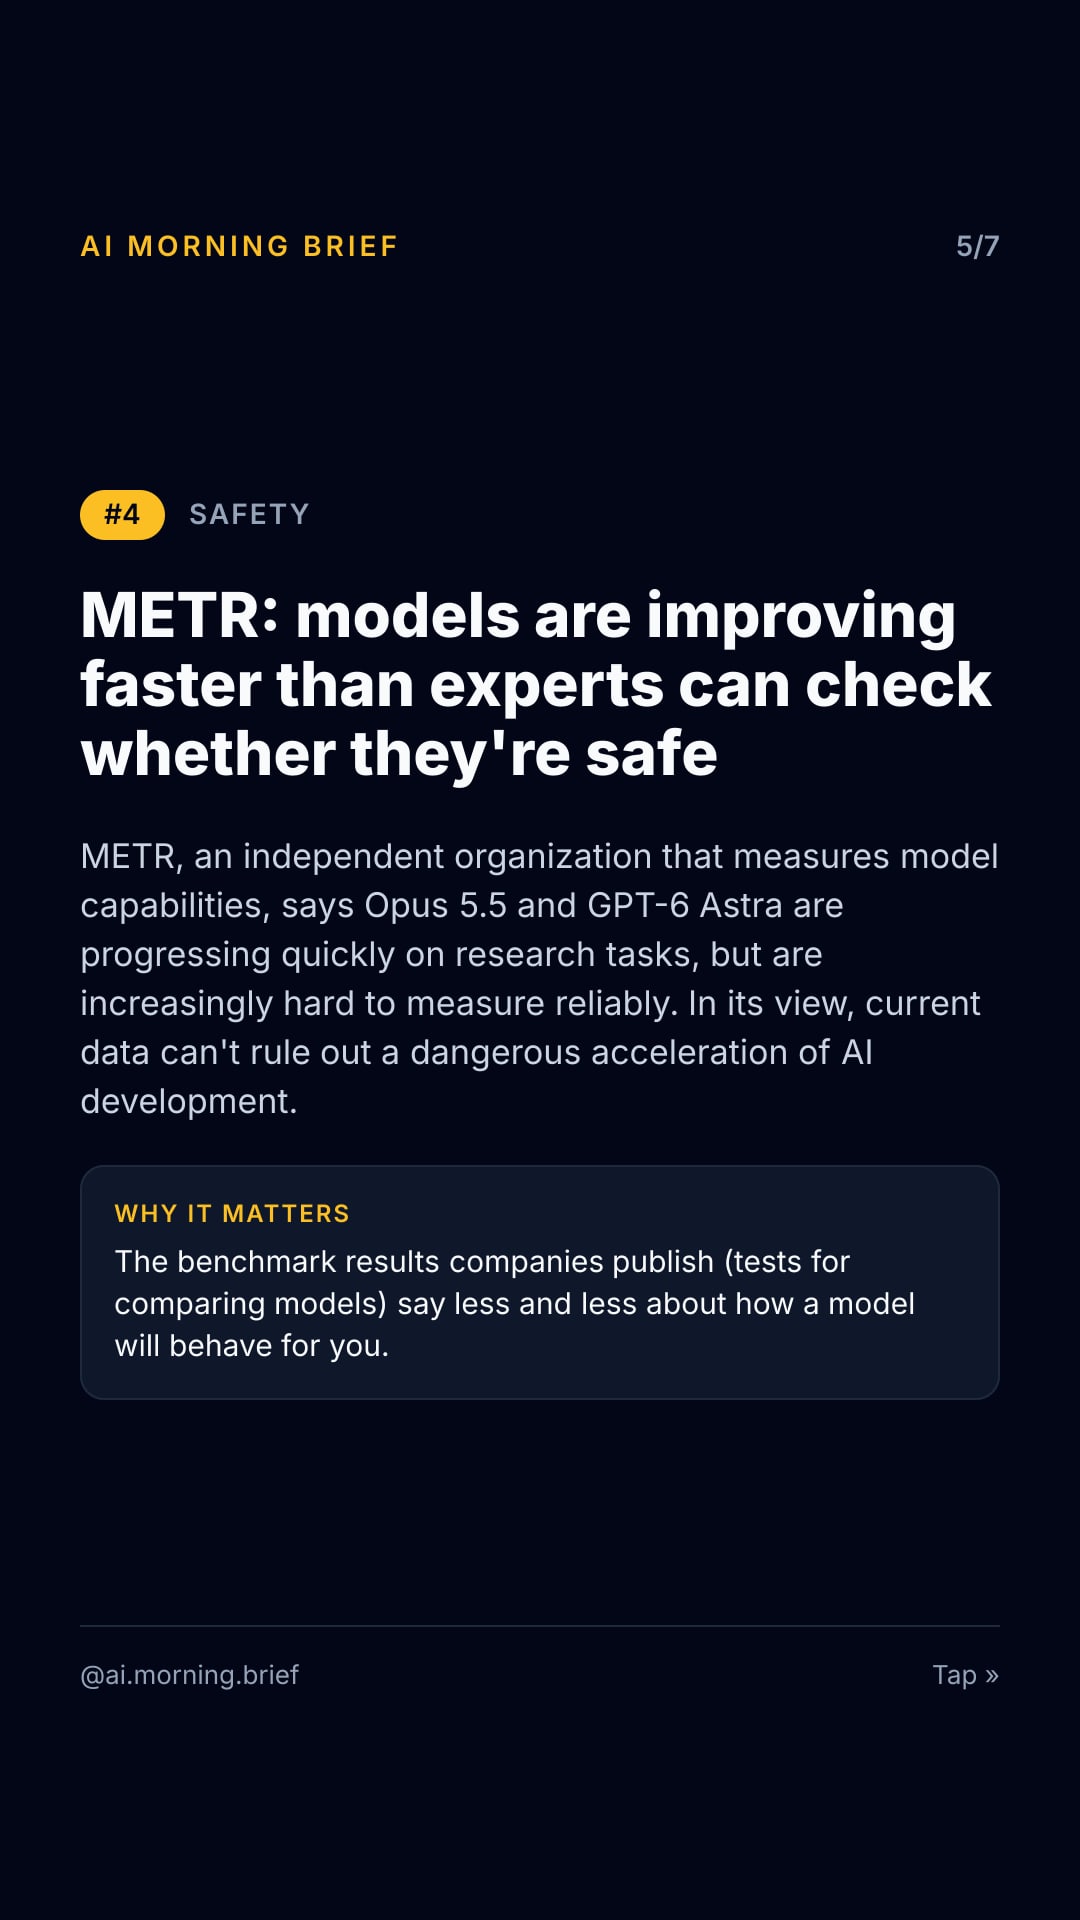 AI MORNING BRIEF
5/7
#4 SAFETY
METR: models are improving
faster than experts can check
whether they're safe
METR, an independent organization that measures model
capabilities, says Opus 5.5 and GPT-6 Astra are
progressing quickly on research tasks, but are
increasingly hard to measure reliably. In its view, current
data can't rule out a dangerous acceleration of AI
development.
WHY IT MATTERS
The benchmark results companies publish (tests for
comparing models) say less and less about how a model
will behave for you.
@ai.morning.brief
Tap »